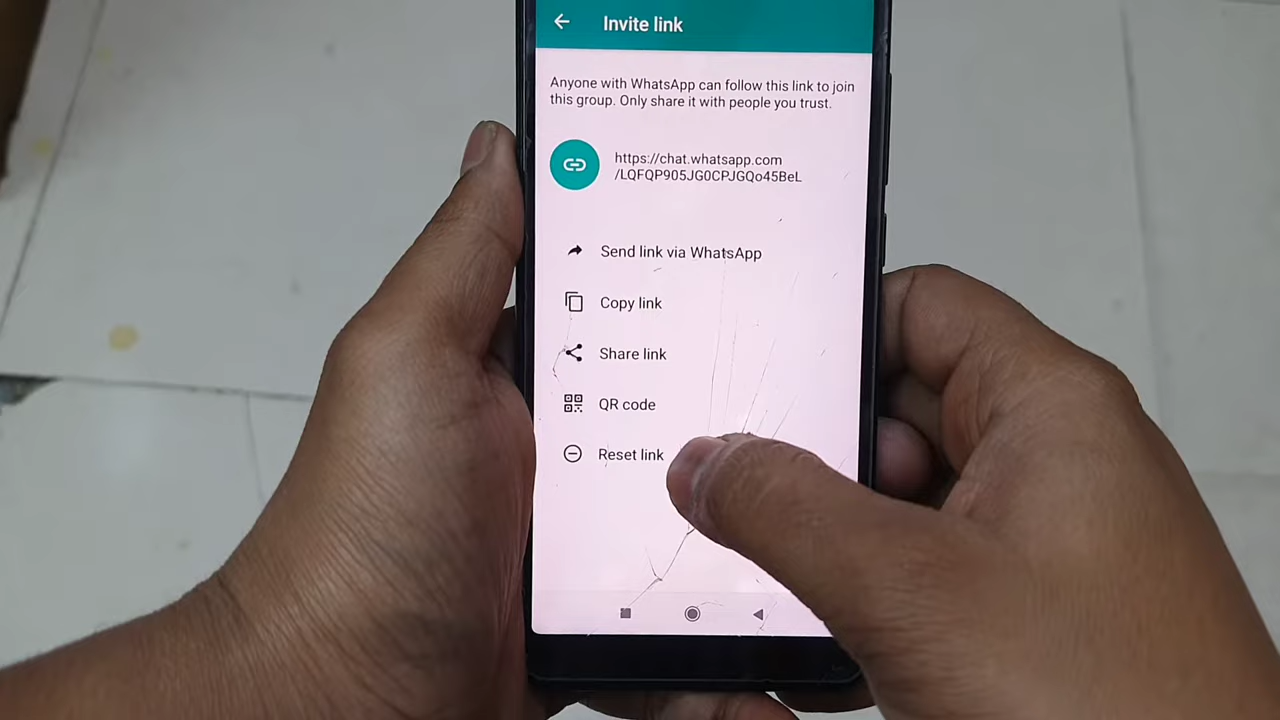 Invite link
Anyone with WhatsApp can follow this link to join
this group. Only share it with people you trust.
https://chat.whatsapp.com
/LQFQP905JG0CPJGQo45BeL
Send link via WhatsApp
Copy link
Share link
QR code
Reset link